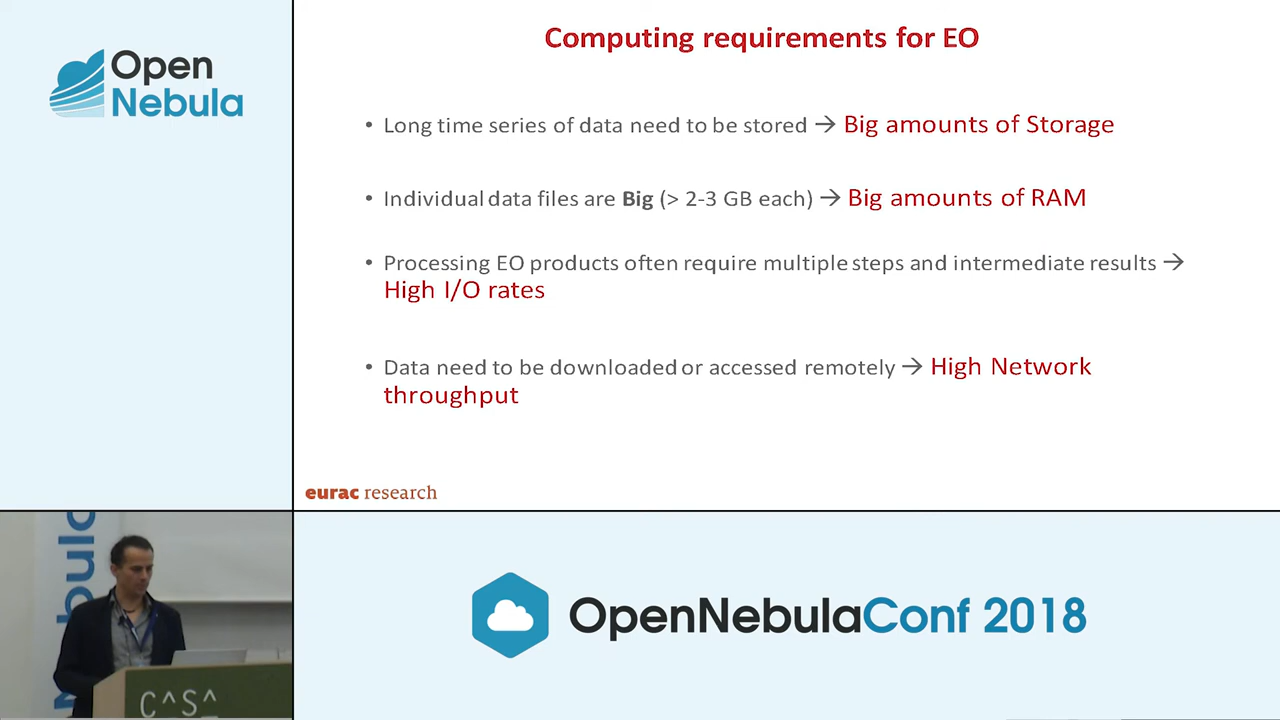 Open
Nebula
Computing requirements for EO
• Long time series of data need to be stored → Big amounts of Storage
• Individual data files are Big (> 2-3 GB each) → Big amounts of RAM
• Processing EO products often require multiple steps and intermediate results →
High I/O rates
• Data need to be downloaded or accessed remotely → High Network
throughput
eurac research
OpenNebulaConf 2018
C^S^_